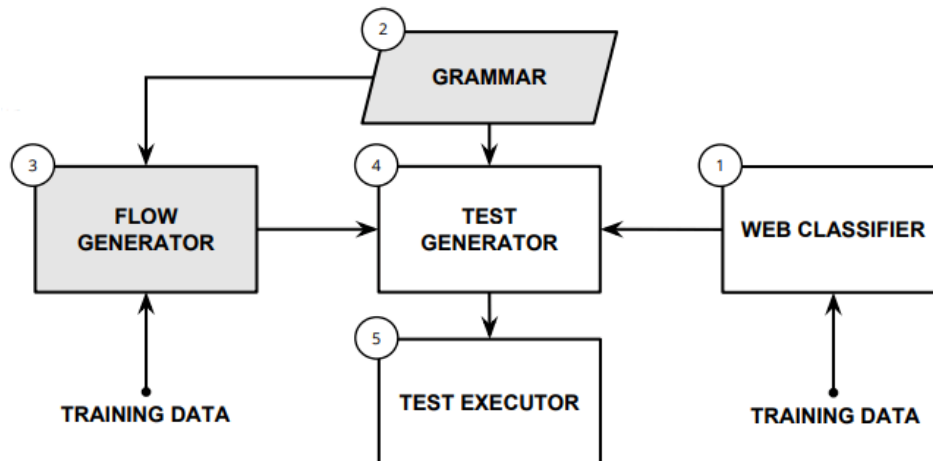 2
GRAMMAR
3
FLOW
GENERATOR
4
TEST
GENERATOR
1
WEB CLASSIFIER
5
TEST EXECUTOR
TRAINING DATA
TRAINING DATA